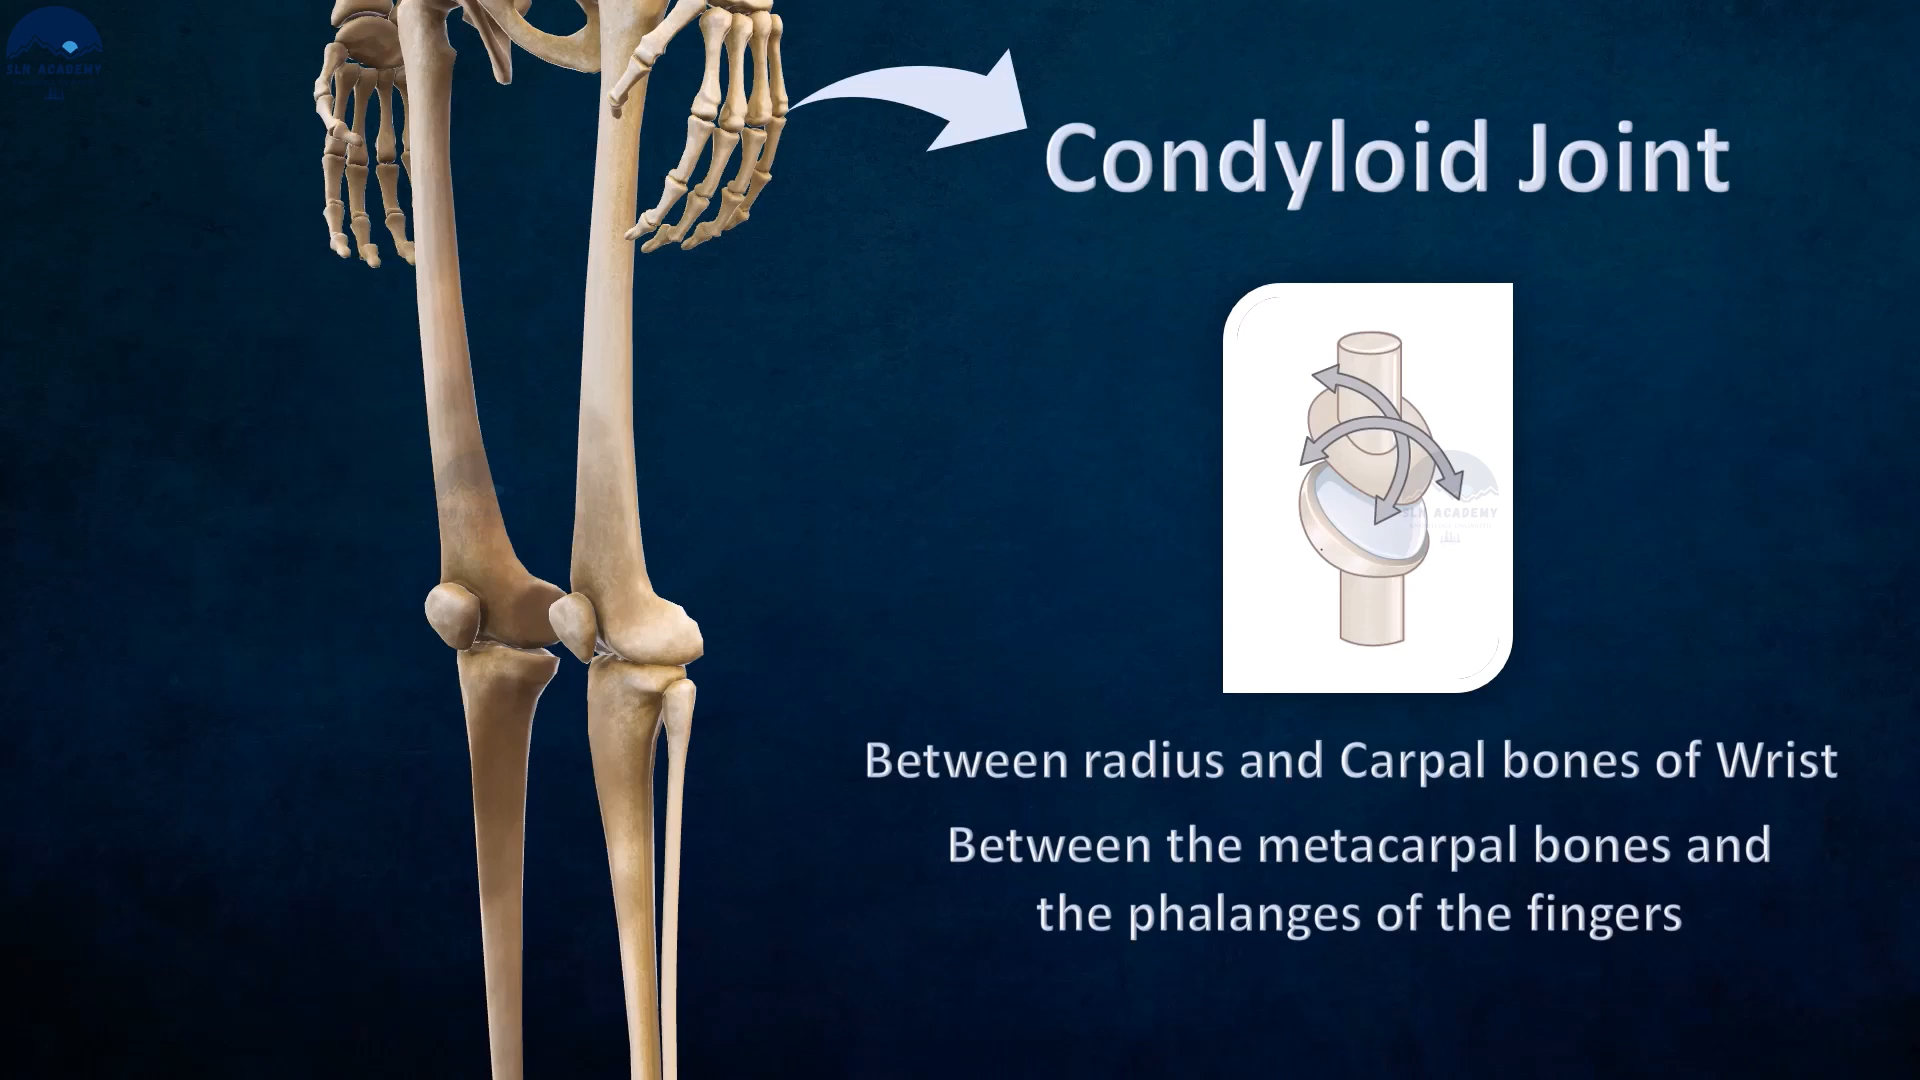 SLN ACADEMY
Condyloid Joint
SLN ACADEMY
Between radius and Carpal bones of Wrist
Between the metacarpal bones and
the phalanges of the fingers